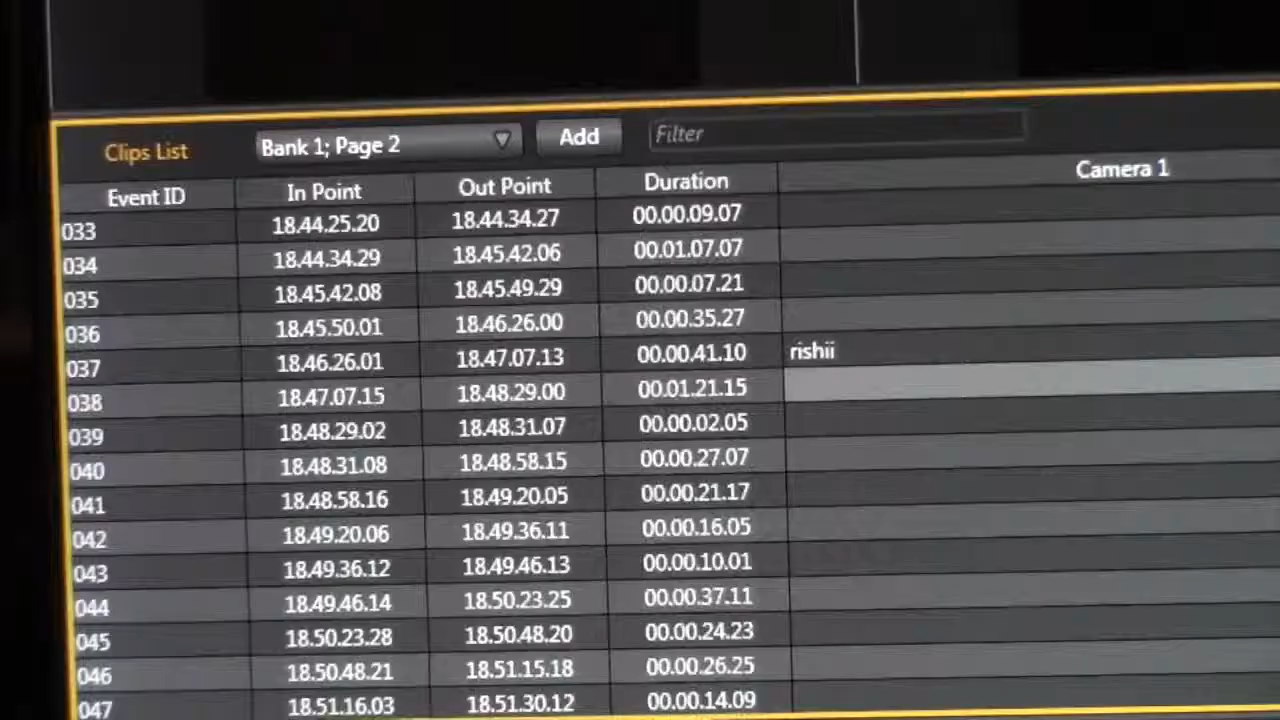 Clips List Bank 1; Page 2 Add Filter
Event ID In Point Out Point Duration Camera 1
033 18.44.25.20 18.44.34.27 00.00.09.07
034 18.44.34.29 18.45.42.06 00.01.07.07
035 18.45.42.08 18.45.49.29 00.00.07.21
036 18.45.50.01 18.46.26.00 00.00.35.27
037 18.46.26.01 18.47.07.13 00.00.41.10 rishii
038 18.47.07.15 18.48.29.00 00.01.21.15
039 18.48.29.02 18.48.31.07 00.00.02.05
040 18.48.31.08 18.48.58.15 00.00.27.07
041 18.48.58.16 18.49.20.05 00.00.21.17
042 18.49.20.06 18.49.36.11 00.00.16.05
043 18.49.36.12 18.49.46.13 00.00.10.01
044 18.49.46.14 18.50.23.25 00.00.37.11
045 18.50.23.28 18.50.48.20 00.00.24.23
046 18.50.48.21 18.51.15.18 00.00.26.25
047 18.51.16.03 18.51.30.12 00.00.14.09